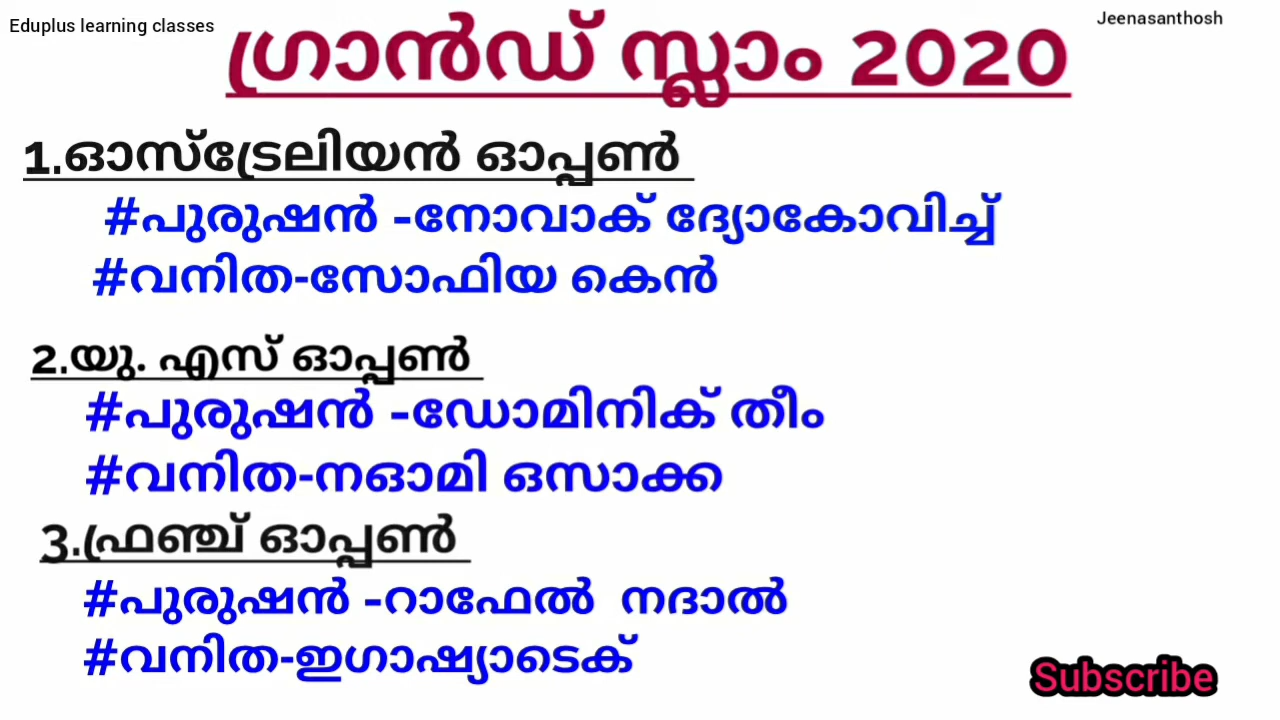 Eduplus learning classes
Jeenasanthosh
ഗ്രാൻഡ് സ്ലാം 2020
1.ഓസ്ട്രേലിയൻ ഓപ്പൺ
#പുരുഷൻ -നോവാക് ദ്യോകോവിച്ച്
#വനിത-സോഫിയ കെൻ
2.യു. എസ് ഓപ്പൺ
#പുരുഷൻ -ഡോമിനിക് തീം
#വനിത-നഓമി ഒസാക്ക
3.ഫ്രഞ്ച് ഓപ്പൺ
#പുരുഷൻ -റാഫേൽ നദാൽ
#വനിത-ഇഗാഷ്യാടെക്
Subscribe